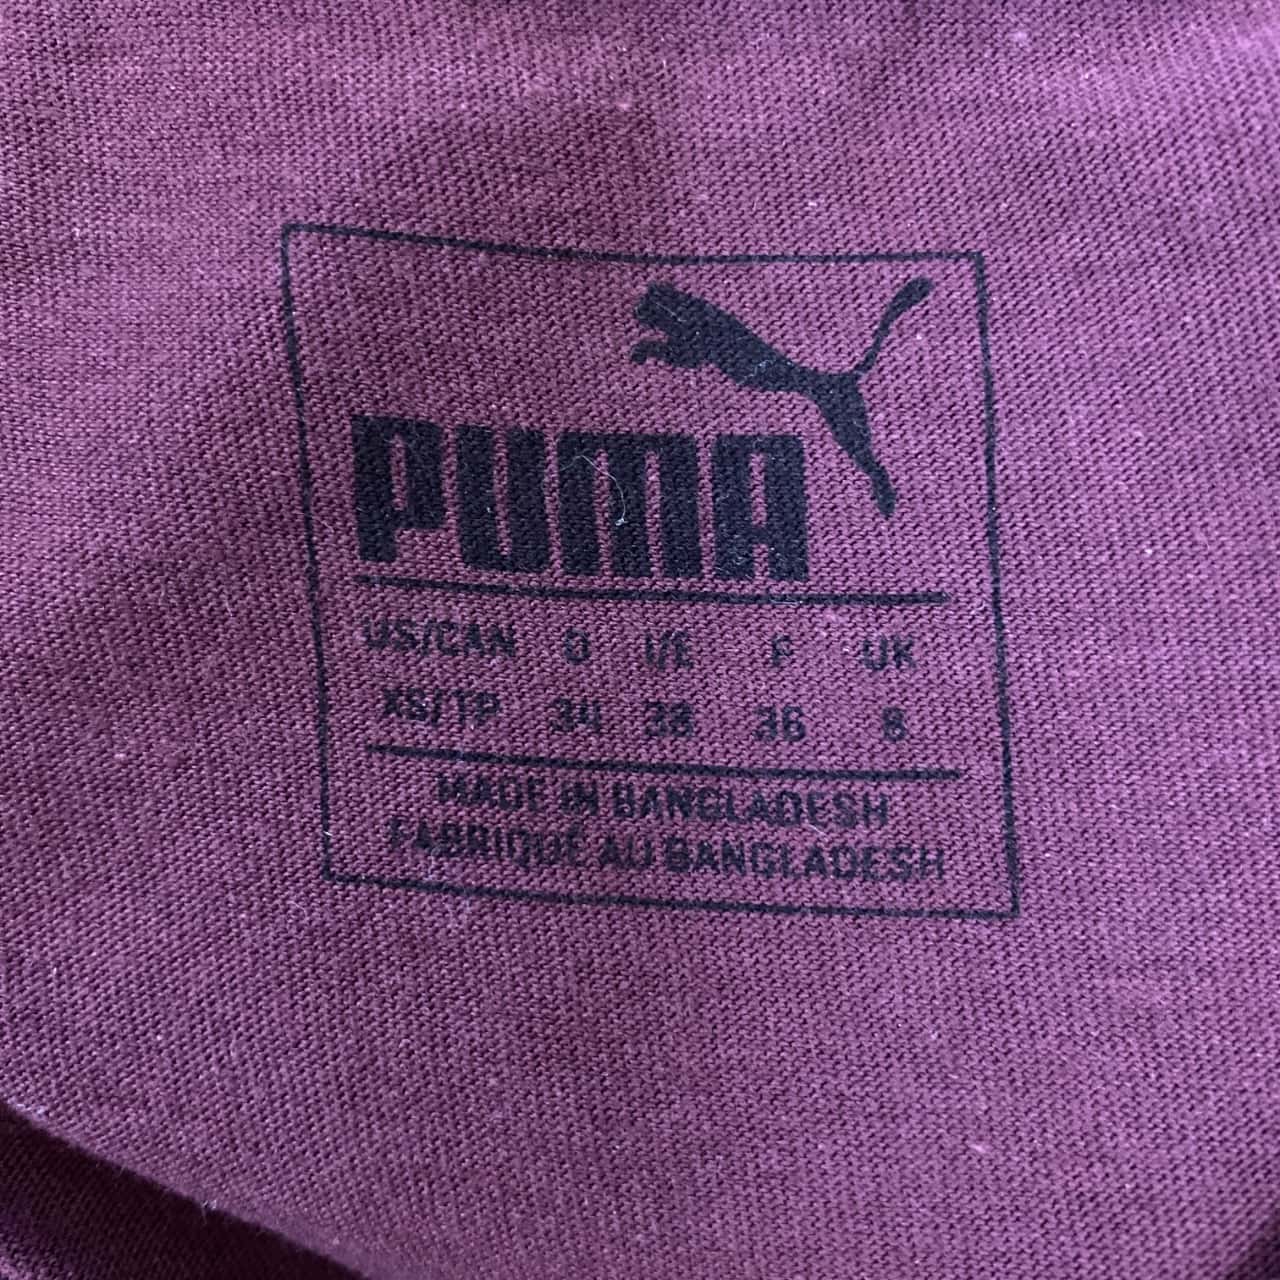 PUMA
US/CAN D I/E F UK
XS/TP 34 38 36 8
MADE IN BANGLADESH
FABRIQUÉ AU BANGLADESH